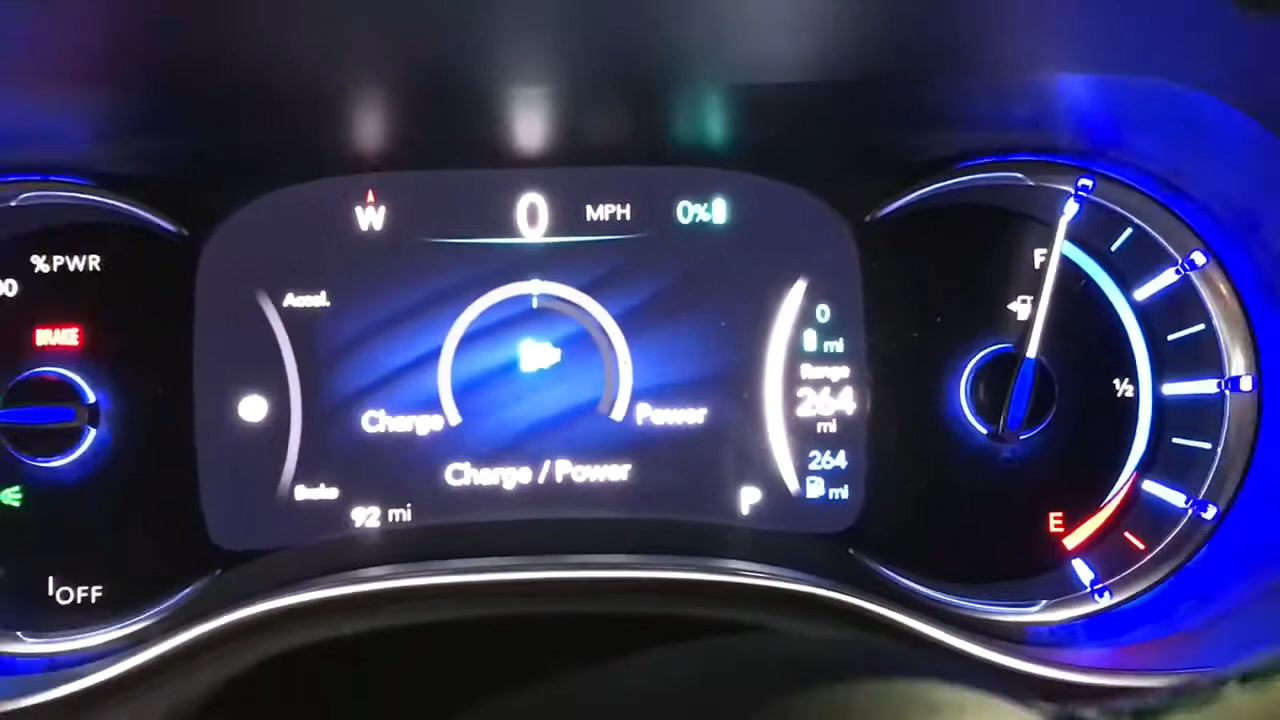 %PWR
BRAKE
OFF
W
0 MPH
0%
Accel.
Charge
Power
Charge / Power
Brake
92 mi
P
0
mi
Range
264
mi
264
mi
F
½
E